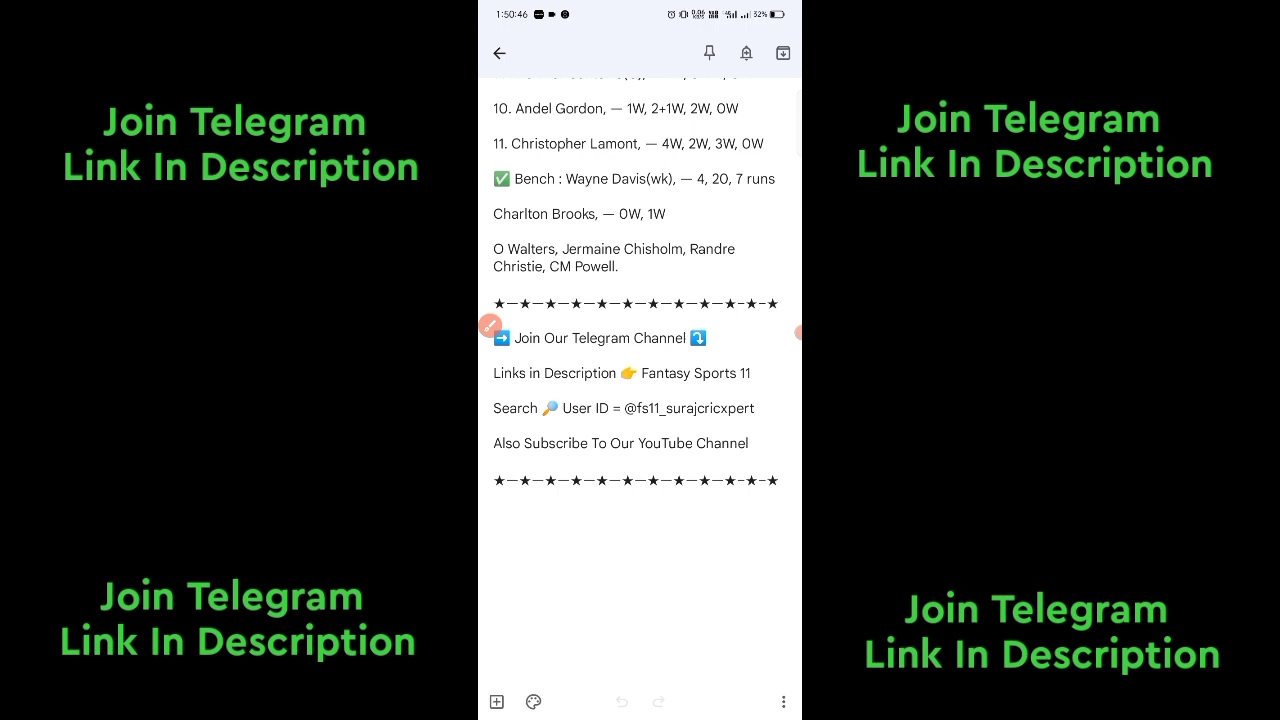 1:50:46
32%
Join Telegram
Link In Description
Join Telegram
Link In Description
10. Andel Gordon, — 1W, 2+1W, 2W, 0W
11. Christopher Lamont, — 4W, 2W, 3W, 0W
✅ Bench : Wayne Davis(wk), — 4, 20, 7 runs
Charlton Brooks, — 0W, 1W
O Walters, Jermaine Chisholm, Randre
Christie, CM Powell.
★—★—★—★—★—★—★—★—★—★-★-★
➡️ Join Our Telegram Channel ⤵️
Links in Description 👉 Fantasy Sports 11
Search 🔎 User ID = @fs11_surajcricxpert
Also Subscribe To Our YouTube Channel
★—★—★—★—★—★—★—★—★—★-★-★
Join Telegram
Link In Description
Join Telegram
Link In Description